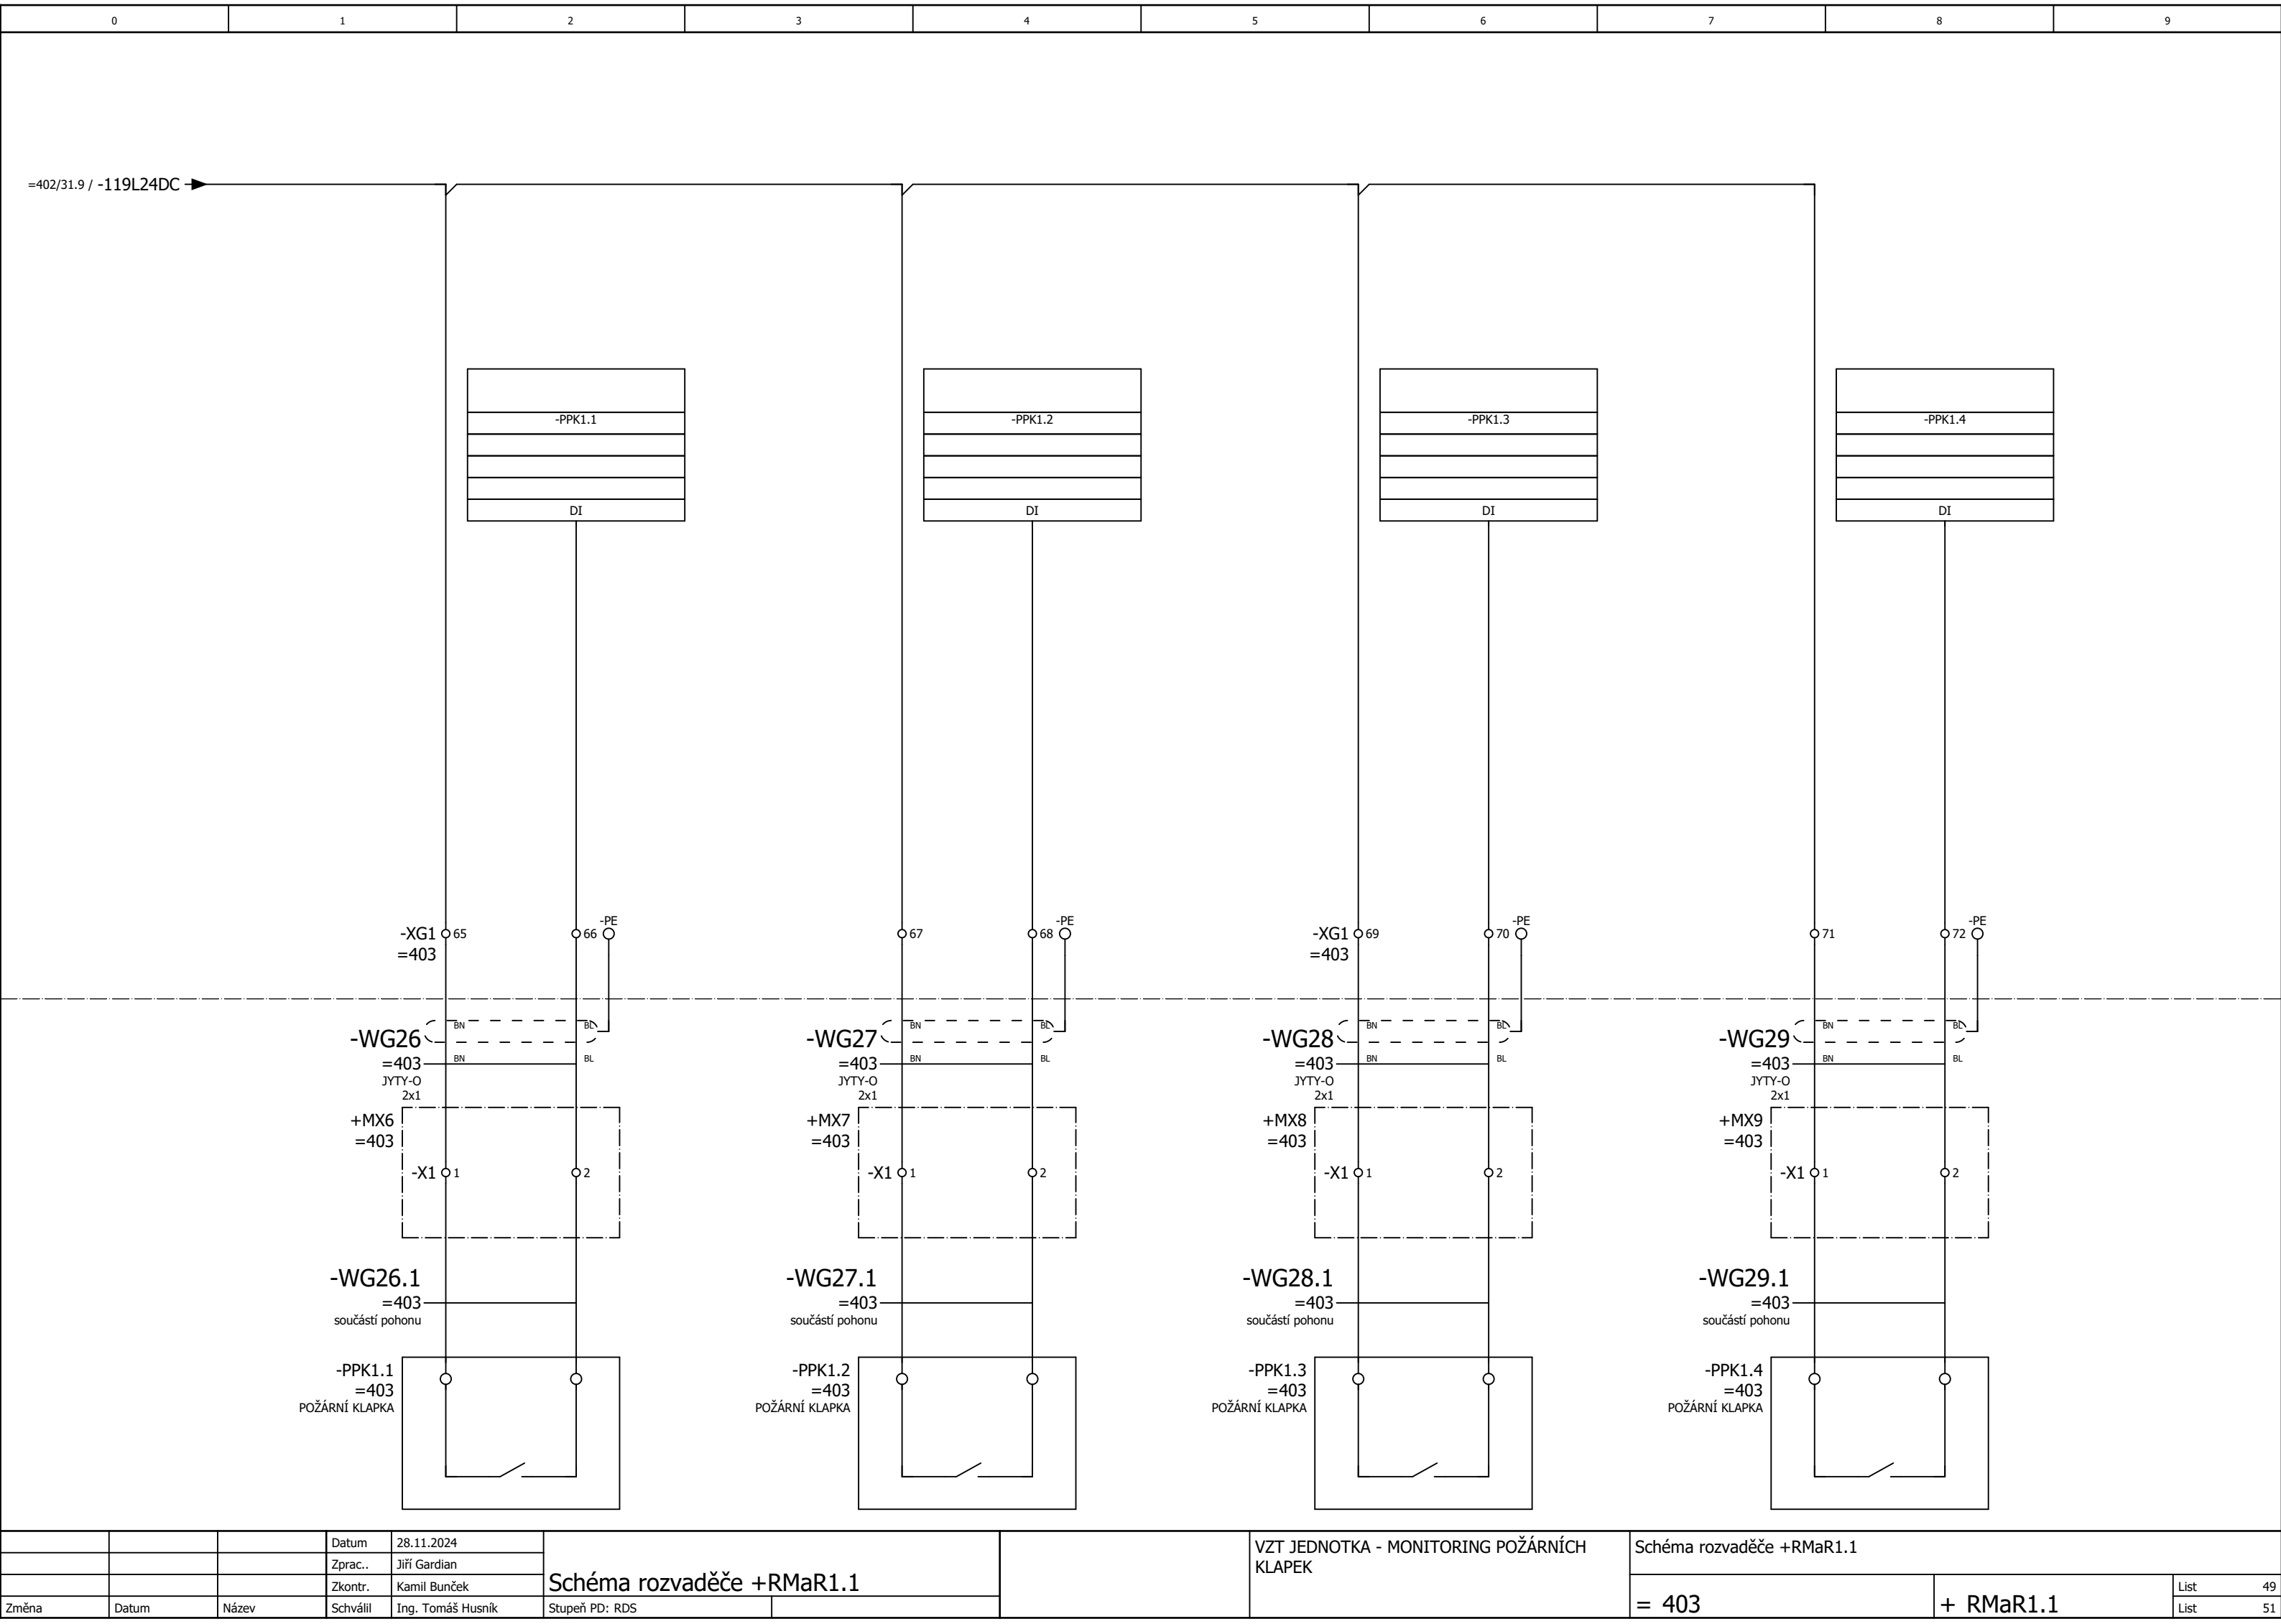 0 1 2 3 4 5 6 7 8 9
=402/31.9 / -119L24DC
-PPK1.1 -PPK1.2 -PPK1.3 -PPK1.4
DI DI DI DI
-PE -PE -PE -PE
-XG1 65 66 67 68 -XG1 69 70 71 72
=403 =403
BN BL BN BL BN BL BN BL
-WG26 -WG27 -WG28 -WG29
=403 BN BL =403 BN BL =403 BN BL =403 BN BL
JYTY-O JYTY-O JYTY-O JYTY-O
2x1 2x1 2x1 2x1
+MX6 +MX7 +MX8 +MX9
=403 =403 =403 =403
-X1 1 2 -X1 1 2 -X1 1 2 -X1 1 2
-WG26.1 -WG27.1 -WG28.1 -WG29.1
=403 =403 =403 =403
součástí pohonu součástí pohonu součástí pohonu součástí pohonu
-PPK1.1 -PPK1.2 -PPK1.3 -PPK1.4
=403 =403 =403 =403
POŽÁRNÍ KLAPKA POŽÁRNÍ KLAPKA POŽÁRNÍ KLAPKA POŽÁRNÍ KLAPKA
Datum 28.11.2024
Zprac.. Jiří Gardian
Zkontr. Kamil Bunček
Změna Datum Název Schválil Ing. Tomáš Husník
Schéma rozvaděče +RMaR1.1
Stupeň PD: RDS
VZT JEDNOTKA - MONITORING POŽÁRNÍCH
KLAPEK
Schéma rozvaděče +RMaR1.1
= 403 + RMaR1.1
List 49
List 51